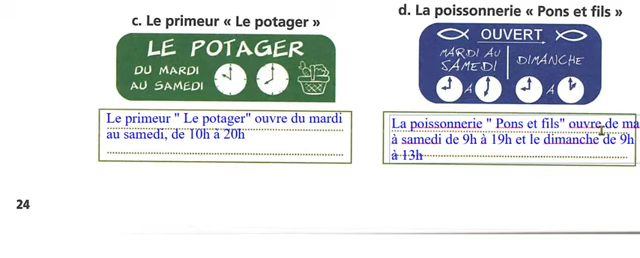 c. Le primeur « Le potager »
LE POTAGER
DU MARDI
AU SAMEDI
Le primeur " Le potager" ouvre du mardi
au samedi, de 10h à 20h
d. La poissonnerie « Pons et fils »
OUVERT
MARDI AU
SAMEDI
DIMANCHE
À
À
La poissonnerie " Pons et fils" ouvre de ma
à samedi de 9h à 19h et le dimanche de 9h
à 13h
24